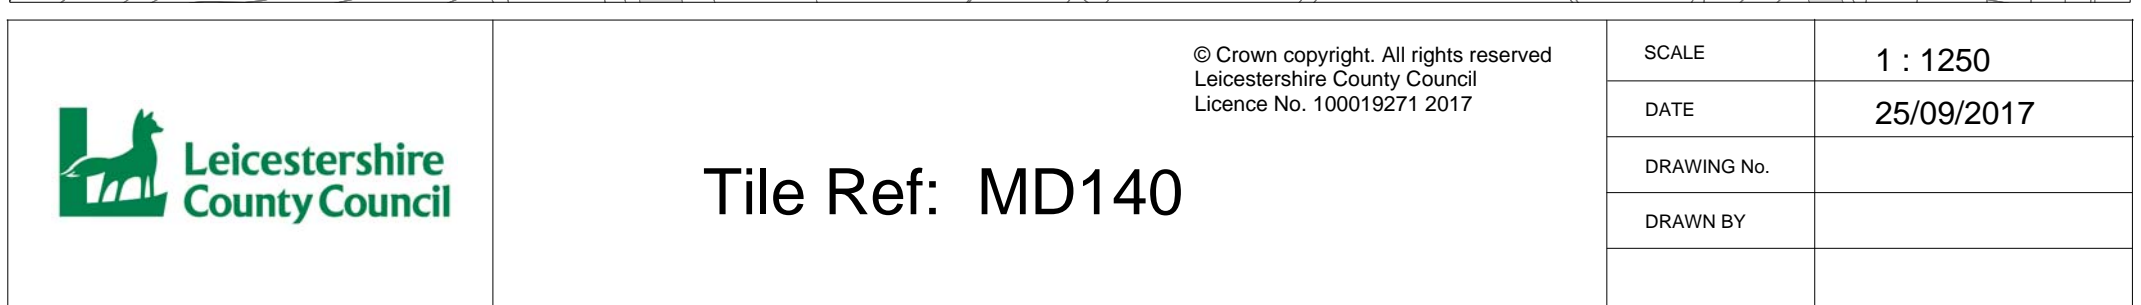 Leicestershire
County Council
© Crown copyright. All rights reserved
Leicestershire County Council
Licence No. 100019271 2017
Tile Ref:  MD140
SCALE 1 : 1250
DATE 25/09/2017
DRAWING No.
DRAWN BY